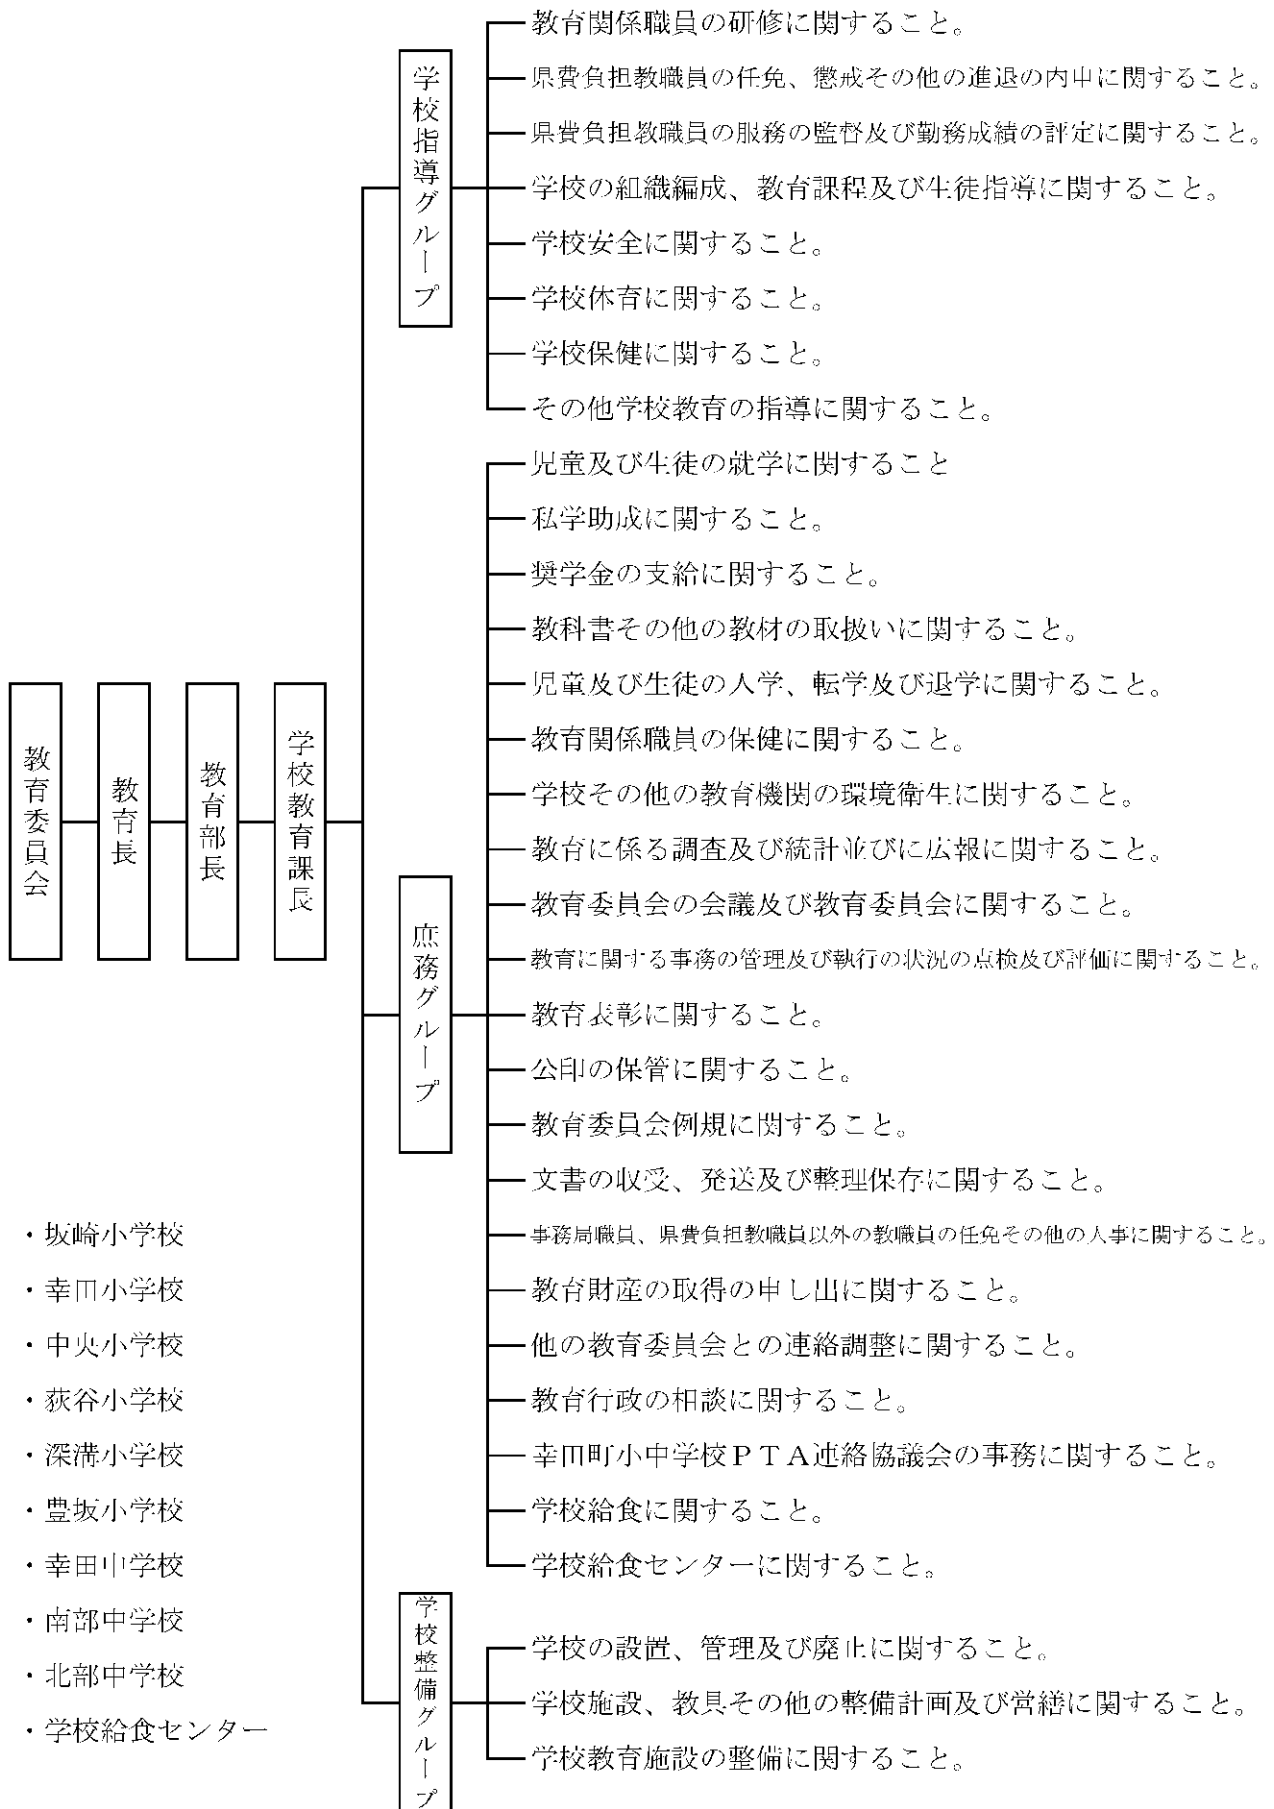 教育委員会
教育長
教育部長
学校教育課長
学校指導グループ
教育関係職員の研修に関すること。
県費負担教職員の任免、懲戒その他の進退の内申に関すること。
県費負担教職員の服務の監督及び勤務成績の評定に関すること。
学校の組織編成、教育課程及び生徒指導に関すること。
学校安全に関すること。
学校体育に関すること。
学校保健に関すること。
その他学校教育の指導に関すること。
庶務グループ
児童及び生徒の就学に関すること
私学助成に関すること。
奨学金の支給に関すること。
教科書その他の教材の取扱いに関すること。
児童及び生徒の入学、転学及び退学に関すること。
教育関係職員の保健に関すること。
学校その他の教育機関の環境衛生に関すること。
教育に係る調査及び統計並びに広報に関すること。
教育委員会の会議及び教育委員会に関すること。
教育に関する事務の管理及び執行の状況の点検及び評価に関すること。
教育表彰に関すること。
公印の保管に関すること。
教育委員会例規に関すること。
文書の収受、発送及び整理保存に関すること。
事務局職員、県費負担教職員以外の教職員の任免その他の人事に関すること。
教育財産の取得の申し出に関すること。
他の教育委員会との連絡調整に関すること。
教育行政の相談に関すること。
幸田町小中学校ＰＴＡ連絡協議会の事務に関すること。
学校給食に関すること。
学校給食センターに関すること。
学校整備グループ
学校の設置、管理及び廃止に関すること。
学校施設、教具その他の整備計画及び営繕に関すること。
学校教育施設の整備に関すること。
・坂崎小学校
・幸田小学校
・中央小学校
・荻谷小学校
・深溝小学校
・豊坂小学校
・幸田中学校
・南部中学校
・北部中学校
・学校給食センター